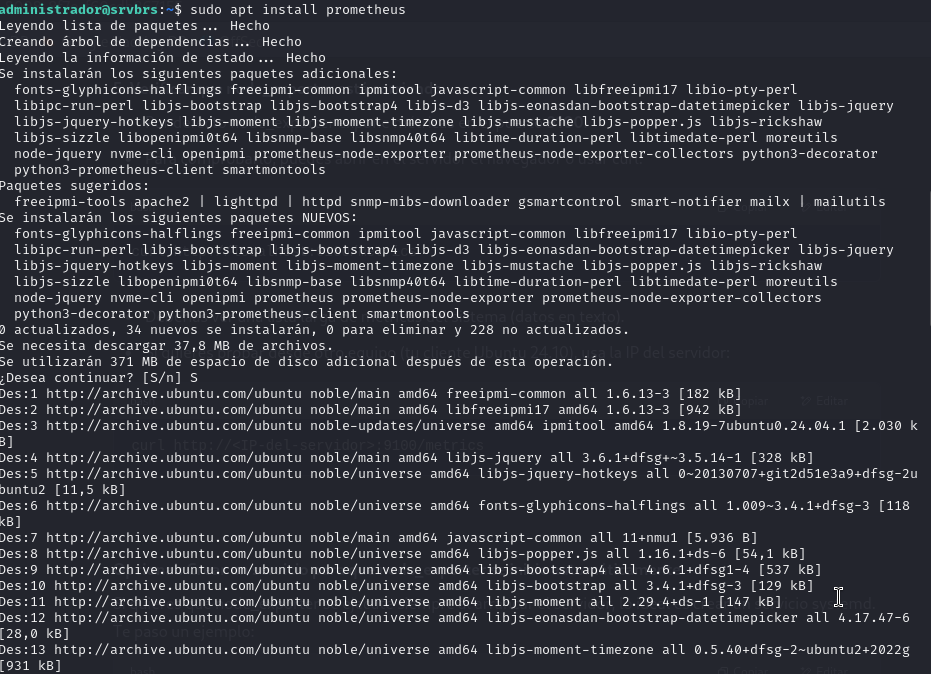 administrador@srvbrs:~$ sudo apt install prometheus
Leyendo lista de paquetes... Hecho
Creando árbol de dependencias... Hecho
Leyendo la información de estado... Hecho
Se instalarán los siguientes paquetes adicionales:
  fonts-glyphicons-halflings freeipmi-common ipmitool javascript-common libfreeipmi17 libio-pty-perl
  libipc-run-perl libjs-bootstrap libjs-bootstrap4 libjs-d3 libjs-eonasdan-bootstrap-datetimepicker libjs-jquery
  libjs-jquery-hotkeys libjs-moment libjs-moment-timezone libjs-mustache libjs-popper.js libjs-rickshaw
  libjs-sizzle libopenipmi0t64 libsnmp-base libsnmp40t64 libtime-duration-perl libtimedate-perl moreutils
  node-jquery nvme-cli openipmi prometheus-node-exporter prometheus-node-exporter-collectors python3-decorator
  python3-prometheus-client smartmontools
Paquetes sugeridos:
  freeipmi-tools apache2 | lighttpd | httpd snmp-mibs-downloader gsmartcontrol smart-notifier mailx | mailutils
Se instalarán los siguientes paquetes NUEVOS:
  fonts-glyphicons-halflings freeipmi-common ipmitool javascript-common libfreeipmi17 libio-pty-perl
  libipc-run-perl libjs-bootstrap libjs-bootstrap4 libjs-d3 libjs-eonasdan-bootstrap-datetimepicker libjs-jquery
  libjs-jquery-hotkeys libjs-moment libjs-moment-timezone libjs-mustache libjs-popper.js libjs-rickshaw
  libjs-sizzle libopenipmi0t64 libsnmp-base libsnmp40t64 libtime-duration-perl libtimedate-perl moreutils
  node-jquery nvme-cli openipmi prometheus prometheus-node-exporter prometheus-node-exporter-collectors
  python3-decorator python3-prometheus-client smartmontools
0 actualizados, 34 nuevos se instalarán, 0 para eliminar y 228 no actualizados.
Se necesita descargar 37,8 MB de archivos.
Se utilizarán 371 MB de espacio de disco adicional después de esta operación.
¿Desea continuar? [S/n] S
Des:1 http://archive.ubuntu.com/ubuntu noble/main amd64 freeipmi-common all 1.6.13-3 [182 kB]
Des:2 http://archive.ubuntu.com/ubuntu noble/main amd64 libfreeipmi17 amd64 1.6.13-3 [942 kB]
Des:3 http://archive.ubuntu.com/ubuntu noble-updates/universe amd64 ipmitool amd64 1.8.19-7ubuntu0.24.04.1 [2.030 k
B]
Des:4 http://archive.ubuntu.com/ubuntu noble/main amd64 libjs-jquery all 3.6.1+dfsg+~3.5.14-1 [328 kB]
Des:5 http://archive.ubuntu.com/ubuntu noble/universe amd64 libjs-jquery-hotkeys all 0~20130707+git2d51e3a9+dfsg-2u
buntu2 [11,5 kB]
Des:6 http://archive.ubuntu.com/ubuntu noble/universe amd64 fonts-glyphicons-halflings all 1.009~3.4.1+dfsg-3 [118
kB]
Des:7 http://archive.ubuntu.com/ubuntu noble/main amd64 javascript-common all 11+nmu1 [5.936 B]
Des:8 http://archive.ubuntu.com/ubuntu noble/universe amd64 libjs-popper.js all 1.16.1+ds-6 [54,1 kB]
Des:9 http://archive.ubuntu.com/ubuntu noble/universe amd64 libjs-bootstrap4 all 4.6.1+dfsg1-4 [537 kB]
Des:10 http://archive.ubuntu.com/ubuntu noble/universe amd64 libjs-bootstrap all 3.4.1+dfsg-3 [129 kB]
Des:11 http://archive.ubuntu.com/ubuntu noble/universe amd64 libjs-moment all 2.29.4+ds-1 [147 kB]
Des:12 http://archive.ubuntu.com/ubuntu noble/universe amd64 libjs-eonasdan-bootstrap-datetimepicker all 4.17.47-6
[28,0 kB]
Des:13 http://archive.ubuntu.com/ubuntu noble/universe amd64 libjs-moment-timezone all 0.5.40+dfsg-2~ubuntu2+2022g
[931 kB]